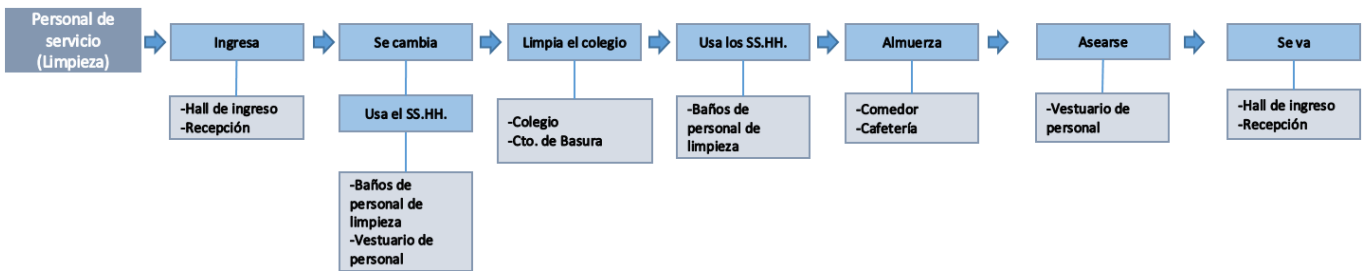 Personal de
servicio
(Limpieza)
Ingresa
Se cambia
Limpia el colegio
Usa los SS.HH.
Almuerza
Asearse
Se va
-Hall de ingreso
-Recepción
Usa el SS.HH.
-Baños de
personal de
limpieza
-Vestuario de
personal
-Colegio
-Cto. de Basura
-Baños de
personal de
limpieza
-Comedor
-Cafetería
-Vestuario de
personal
-Hall de ingreso
-Recepción